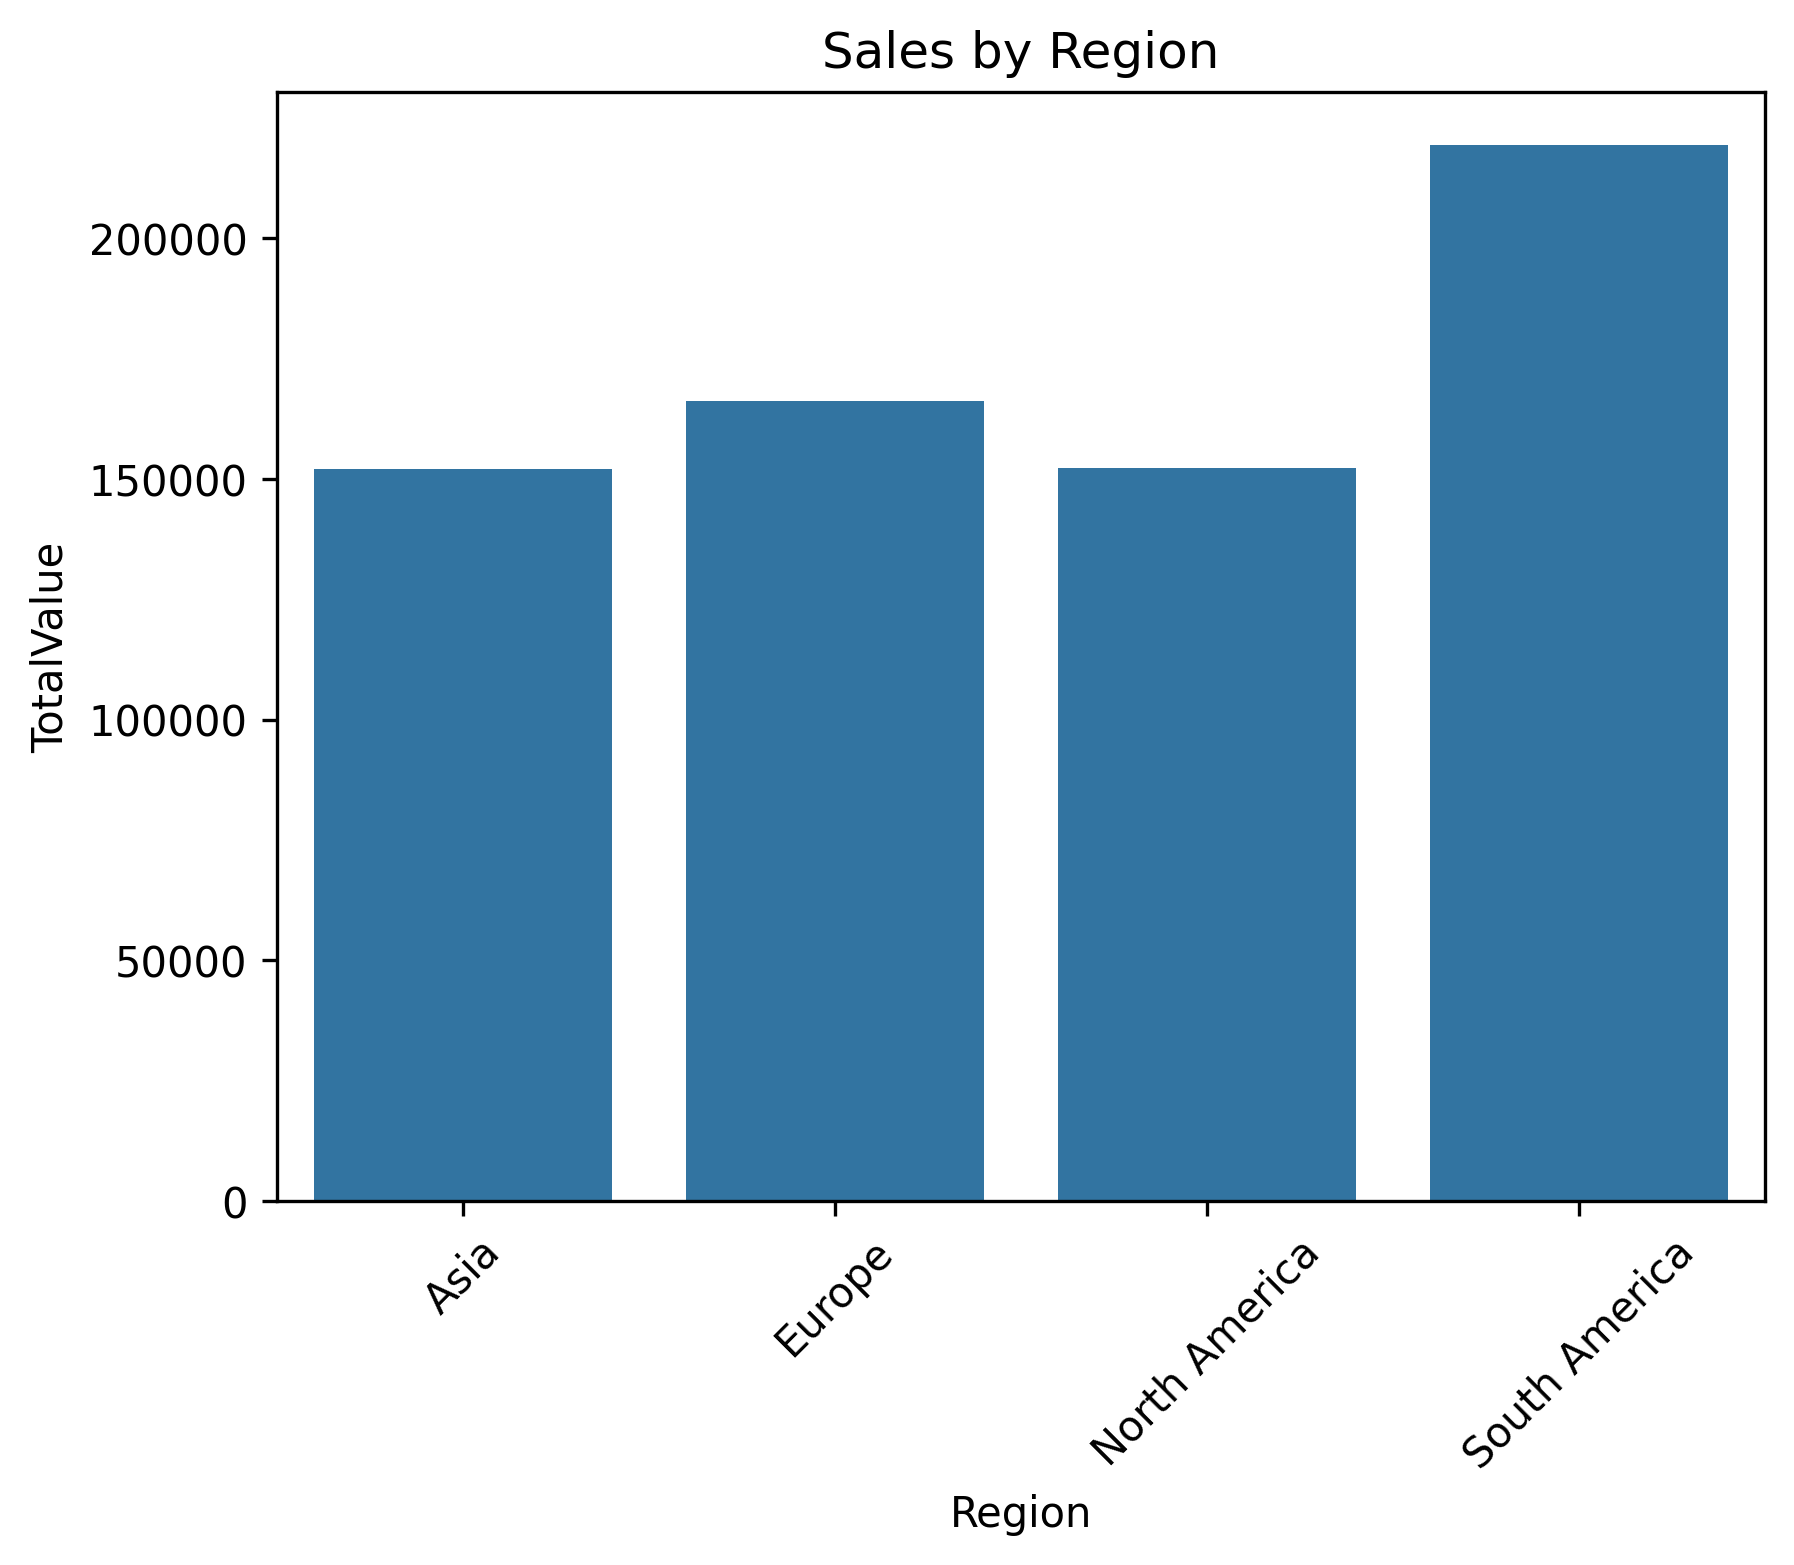 Sales by Region
200000
150000
100000
50000
0
TotalValue
Asia
Europe
North America
South America
Region